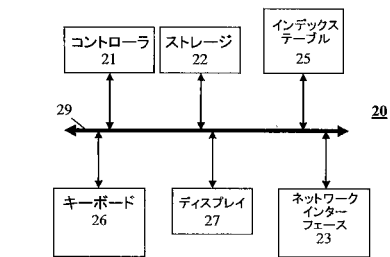 コントローラ
21
ストレージ
22
インデックス
テーブル
25
29
20
キーボード
26
ディスプレイ
27
ネットワーク
インター
フェース
23